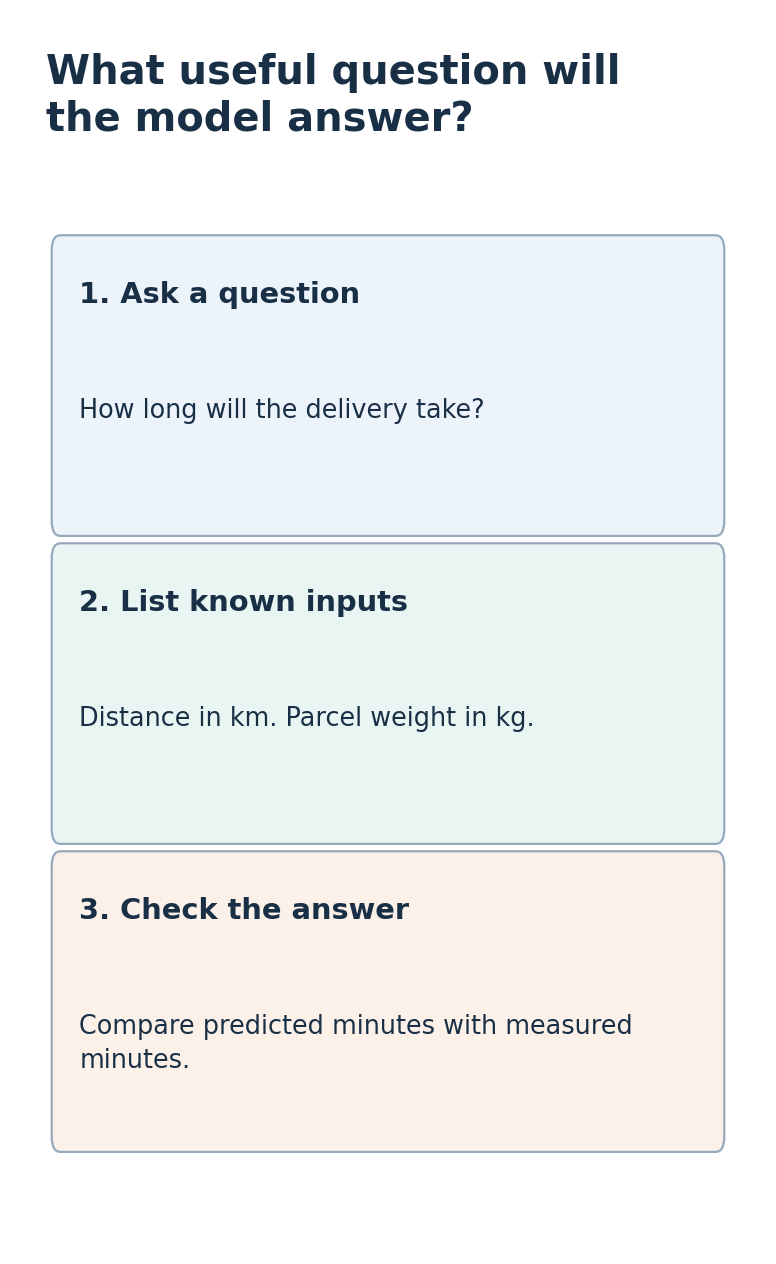 What useful question will
the model answer?
1. Ask a question
How long will the delivery take?
2. List known inputs
Distance in km. Parcel weight in kg.
3. Check the answer
Compare predicted minutes with measured
minutes.